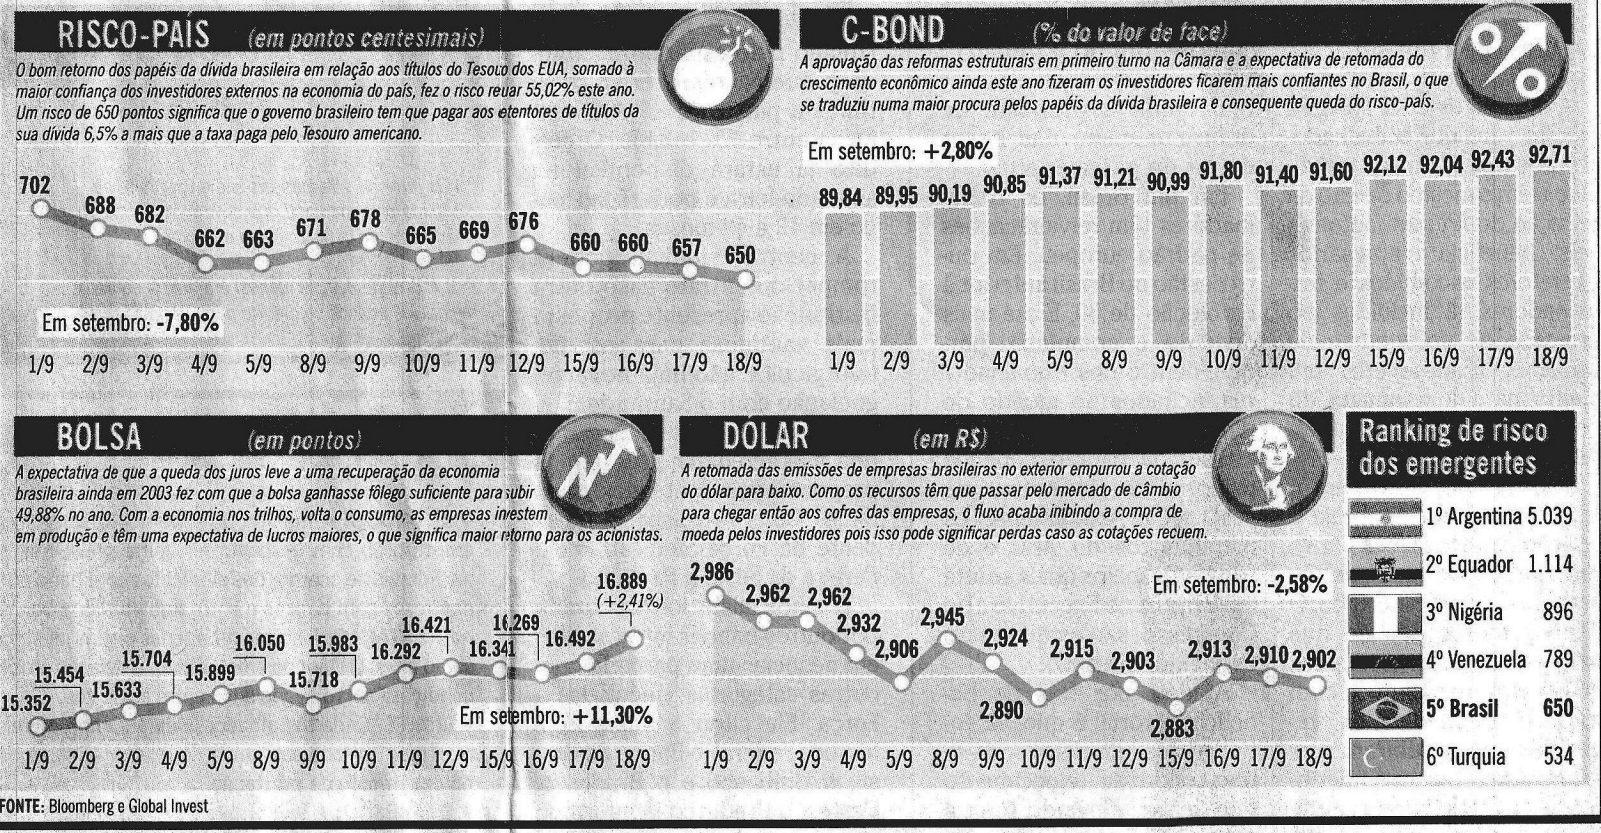 RISCO-PAÍS (em pontos centesimais)
O bom retorno dos papéis da dívida brasileira em relação aos títulos do Tesouro dos EUA, somado à
maior confiança dos investidores externos na economia do país, fez o risco recuar 55,02% este ano.
Um risco de 650 pontos significa que o governo brasileiro tem que pagar aos detentores de títulos da
sua dívida 6,5% a mais que a taxa paga pelo Tesouro americano.
702 688 682 662 663 671 678 665 669 676 660 660 657 650
Em setembro: -7,80%
1/9 2/9 3/9 4/9 5/9 8/9 9/9 10/9 11/9 12/9 15/9 16/9 17/9 18/9
C-BOND (% do valor de face)
A aprovação das reformas estruturais em primeiro turno na Câmara e a expectativa de retomada do
crescimento econômico ainda este ano fizeram os investidores ficarem mais confiantes no Brasil, o que
se traduziu numa maior procura pelos papéis da dívida brasileira e consequente queda do risco-país.
Em setembro: +2,80%
89,84 89,95 90,19 90,85 91,37 91,21 90,99 91,80 91,40 91,60 92,12 92,04 92,43 92,71
1/9 2/9 3/9 4/9 5/9 8/9 9/9 10/9 11/9 12/9 15/9 16/9 17/9 18/9
BOLSA (em pontos)
A expectativa de que a queda dos juros leve a uma recuperação da economia
brasileira ainda em 2003 fez com que a bolsa ganhasse fôlego suficiente para subir
49,88% no ano. Com a economia nos trilhos, volta o consumo, as empresas investem
em produção e têm uma expectativa de lucros maiores, o que significa maior retorno para os acionistas.
15.352 15.454 15.633 15.704 15.899 16.050 15.718 15.983 16.292 16.421 16.341 16.269 16.492 16.889
(+2,41%)
Em setembro: +11,30%
1/9 2/9 3/9 4/9 5/9 8/9 9/9 10/9 11/9 12/9 15/9 16/9 17/9 18/9
DÓLAR (em R$)
A retomada das emissões de empresas brasileiras no exterior empurrou a cotação
do dólar para baixo. Como os recursos têm que passar pelo mercado de câmbio
para chegar então aos cofres das empresas, o fluxo acaba inibindo a compra de
moeda pelos investidores pois isso pode significar perdas caso as cotações recuem.
Em setembro: -2,58%
2,986 2,962 2,962 2,932 2,906 2,945 2,924 2,890 2,915 2,903 2,883 2,913 2,910 2,902
1/9 2/9 3/9 4/9 5/9 8/9 9/9 10/9 11/9 12/9 15/9 16/9 17/9 18/9
Ranking de risco
dos emergentes
1º Argentina 5.039
2º Equador 1.114
3º Nigéria 896
4º Venezuela 789
5º Brasil 650
6º Turquia 534
FONTE: Bloomberg e Global Invest